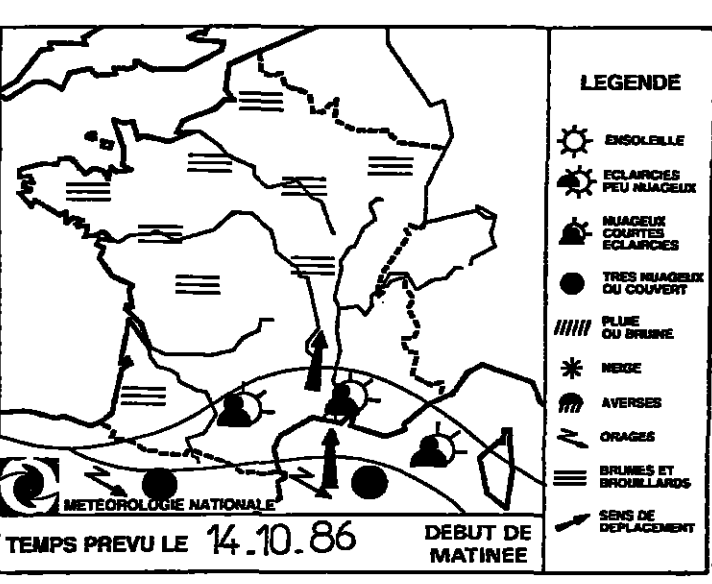 LEGENDE
ENSOLEILLE
ECLAIRCIES
PEU NUAGEUX
NUAGEUX
COURTES
ECLAIRCIES
TRES NUAGEUX
OU COUVERT
PLUIE
OU BRUINE
NEIGE
AVERSES
ORAGES
BRUMES ET
BROUILLARDS
SENS DE
DEPLACEMENT
METEOROLOGIE NATIONALE
TEMPS PREVU LE 14.10.86 DEBUT DE
MATINEE